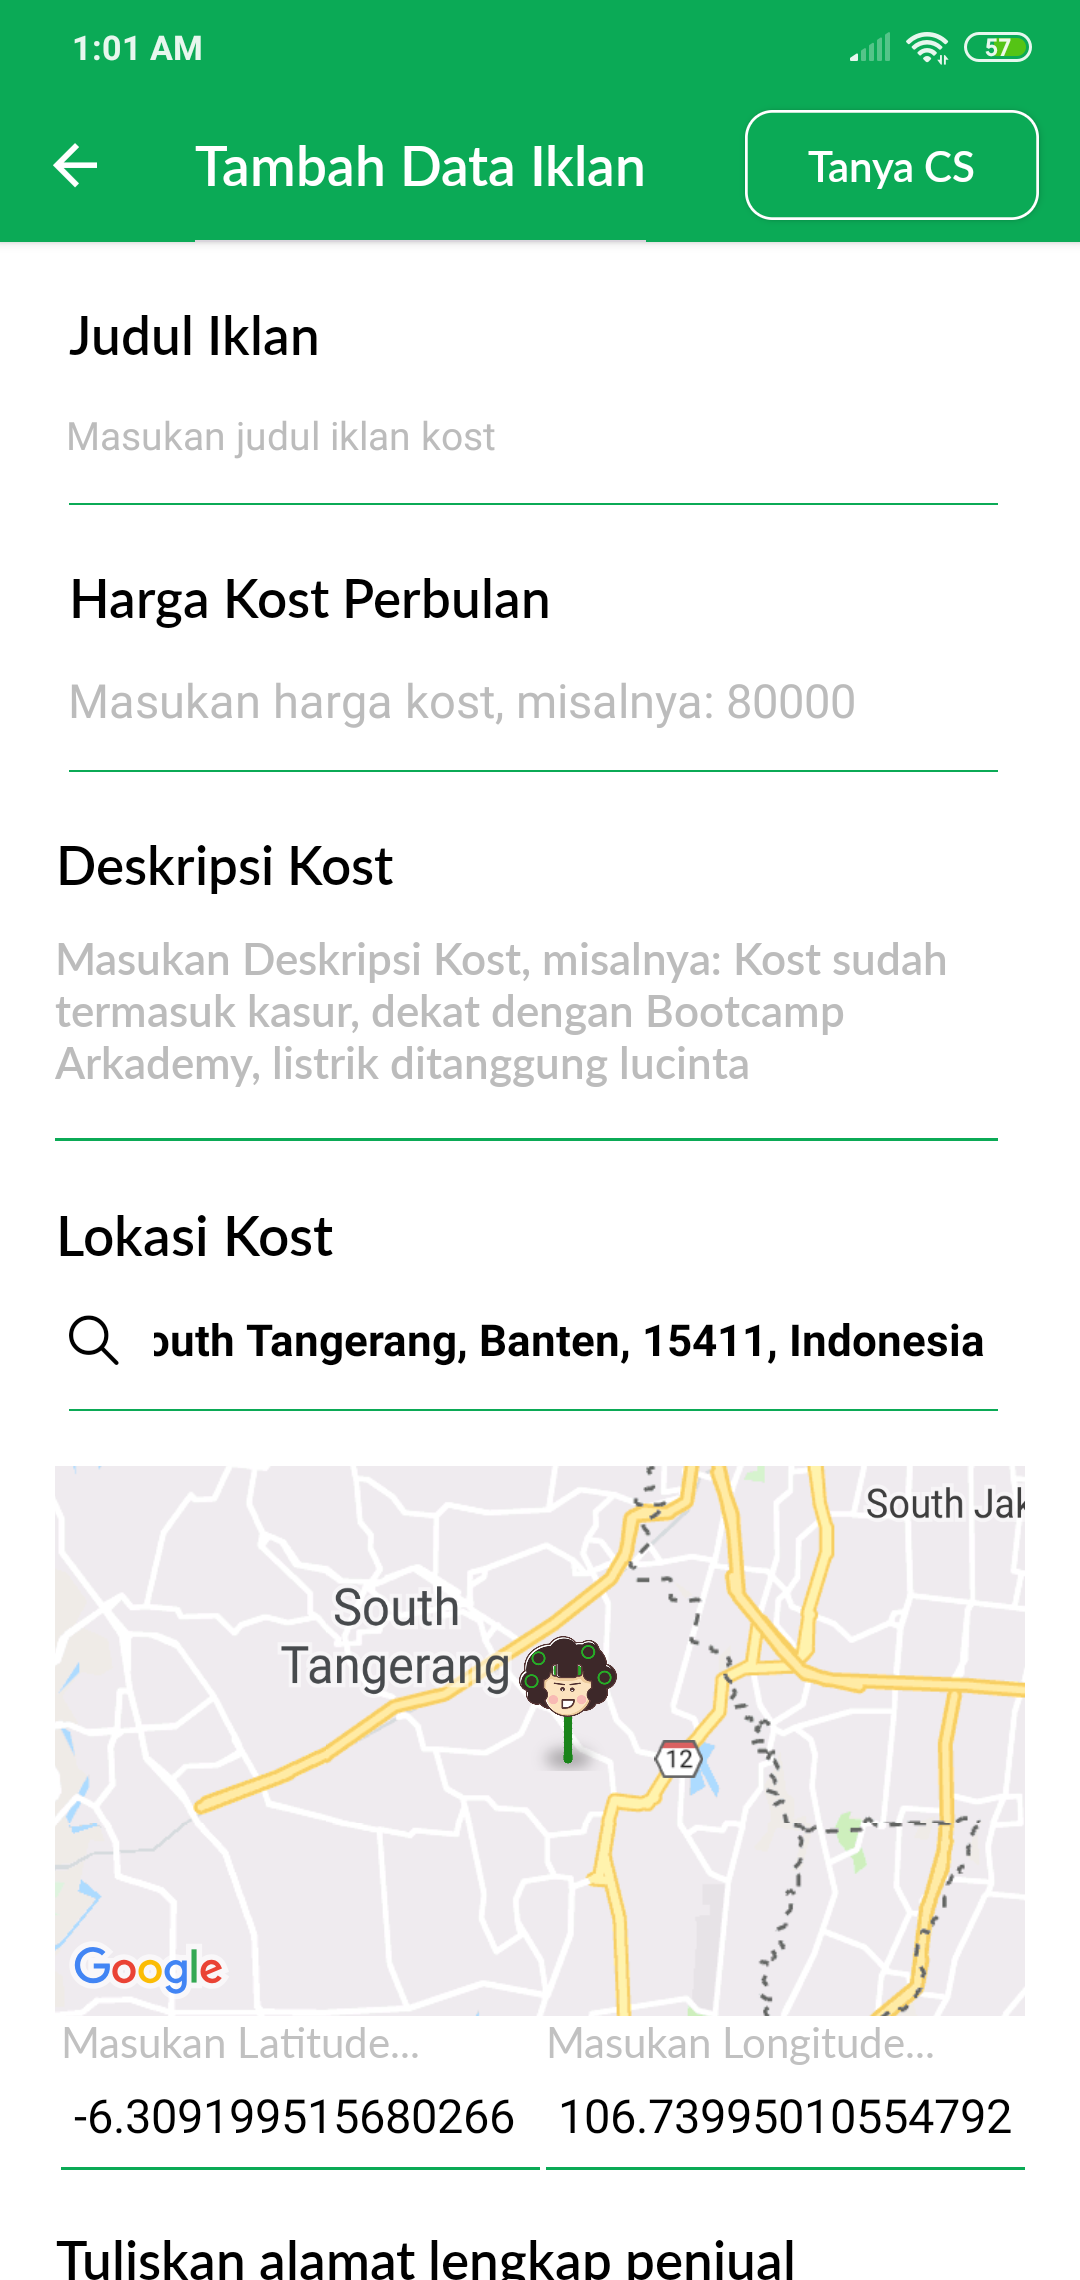 1:01 AM
57
Tambah Data Iklan
Tanya CS
Judul Iklan
Masukan judul iklan kost
Harga Kost Perbulan
Masukan harga kost, misalnya: 80000
Deskripsi Kost
Masukan Deskripsi Kost, misalnya: Kost sudah
termasuk kasur, dekat dengan Bootcamp
Arkademy, listrik ditanggung lucinta
Lokasi Kost
outh Tangerang, Banten, 15411, Indonesia
South Jak
South
Tangerang
12
Google
Masukan Latitude...
Masukan Longitude...
-6.309199515680266
106.73995010554792
Tuliskan alamat lengkap penjual